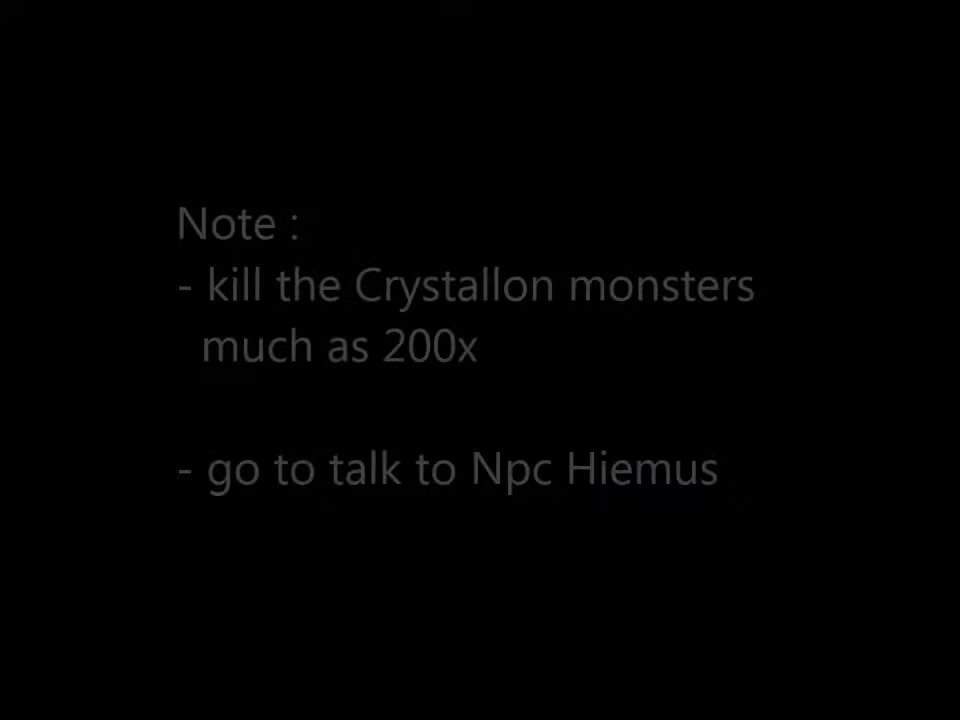 Note :
- kill the Crystallon monsters
much as 200x
- go to talk to Npc Hiemus